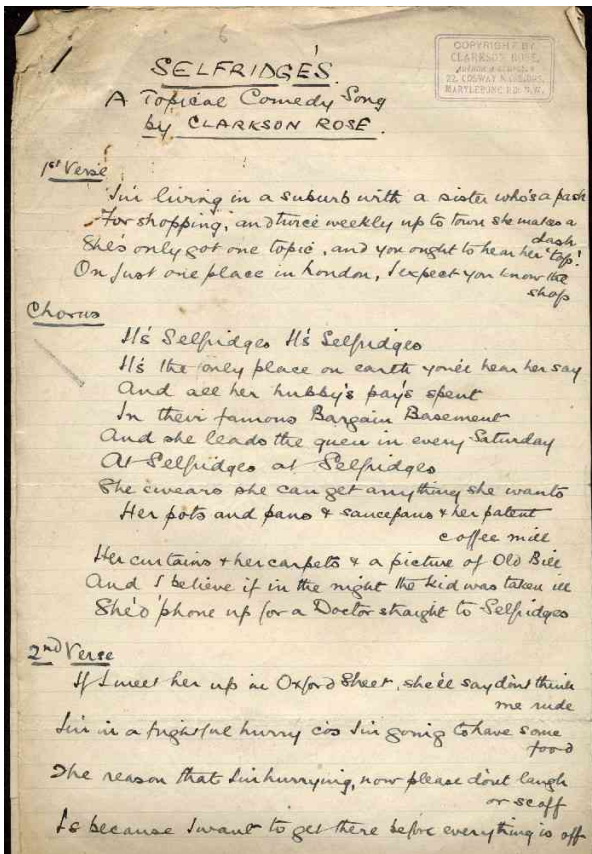 6
COPYRIGHT BY
CLARKSON ROSE,
22, COSWAY MANSIONS,
MARYLEBONE RD. N.W.
SELFRIDGE'S.
A Topical Comedy Song
by CLARKSON ROSE.
1st Verse
I'm living in a suburb with a sister who's a pash
For shopping, and twice weekly up to town she makes a
dash
She's only got one topic, and you ought to hear her 'top'!
On just one place in London, I expect you know the
shop
Chorus
It's Selfridges It's Selfridges
It's the only place on earth you'll hear her say
And all her hubby's pay's spent
In their famous Bargain Basement
And she leads the queu in every Saturday
At Selfridges at Selfridges
She swears she can get anything she wants
Her pots and pans & saucepans & her patent
coffee mill
Her curtains & her carpets & a picture of Old Bill
And I believe if in the night the kid was taken ill
She'd 'phone up for a Doctor straight to Selfridges
2nd Verse
If I meet her up in Oxford Street, she'll say don't think
me rude
I'm in a frightful hurry cos I'm going to have some
food
The reason that I'm hurrying, now please don't laugh
or scoff
Is because I want to get there before everything is off